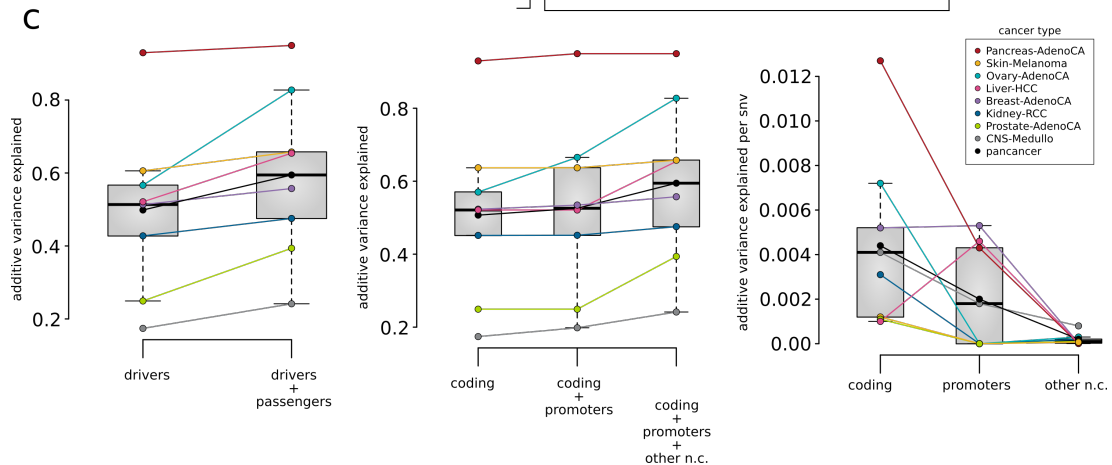 C
additive variance explained
0.8
0.6
0.4
0.2
drivers
drivers
+
passengers
additive variance explained
0.8
0.6
0.4
0.2
coding
coding
+
promoters
coding
+
promoters
+
other n.c.
additive variance explained per snv
0.012
0.010
0.008
0.006
0.004
0.002
0.00
coding
promoters
other n.c.
cancer type
Pancreas-AdenoCA
Skin-Melanoma
Ovary-AdenoCA
Liver-HCC
Breast-AdenoCA
Kidney-RCC
Prostate-AdenoCA
CNS-Medullo
pancancer